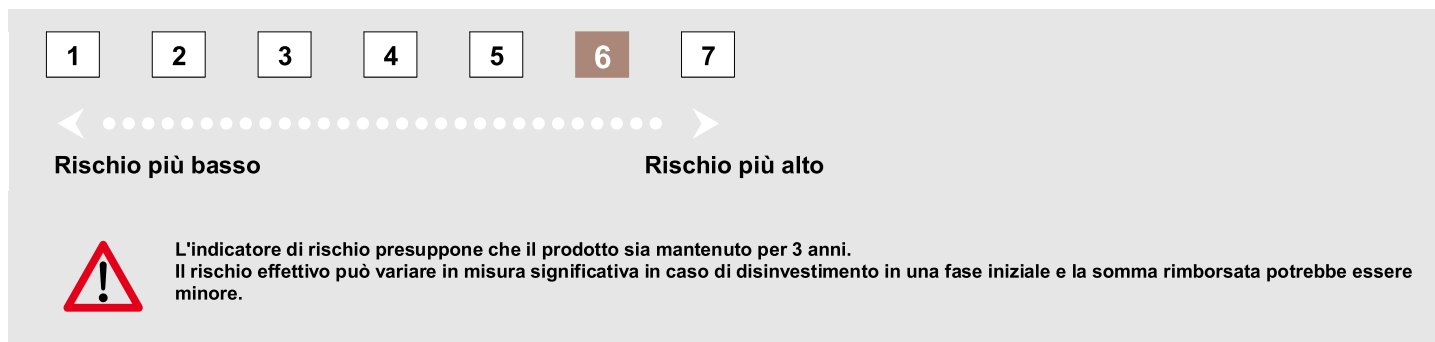 1 2 3 4 5 6 7
Rischio più basso Rischio più alto
L'indicatore di rischio presuppone che il prodotto sia mantenuto per 3 anni.
Il rischio effettivo può variare in misura significativa in caso di disinvestimento in una fase iniziale e la somma rimborsata potrebbe essere
minore.